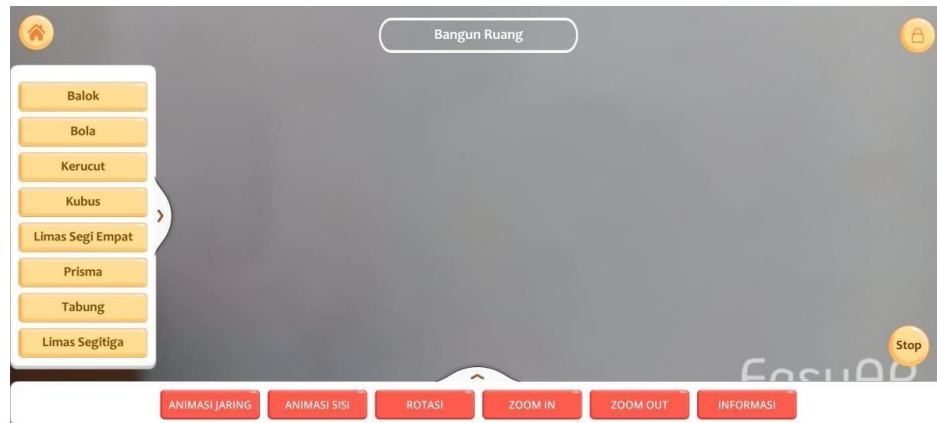 Bangun Ruang
Balok
Bola
Kerucut
Kubus
Limas Segi Empat
Prisma
Tabung
Limas Segitiga
Stop
EasyAR
ANIMASI JARING
ANIMASI SISI
ROTASI
ZOOM IN
ZOOM OUT
INFORMASI